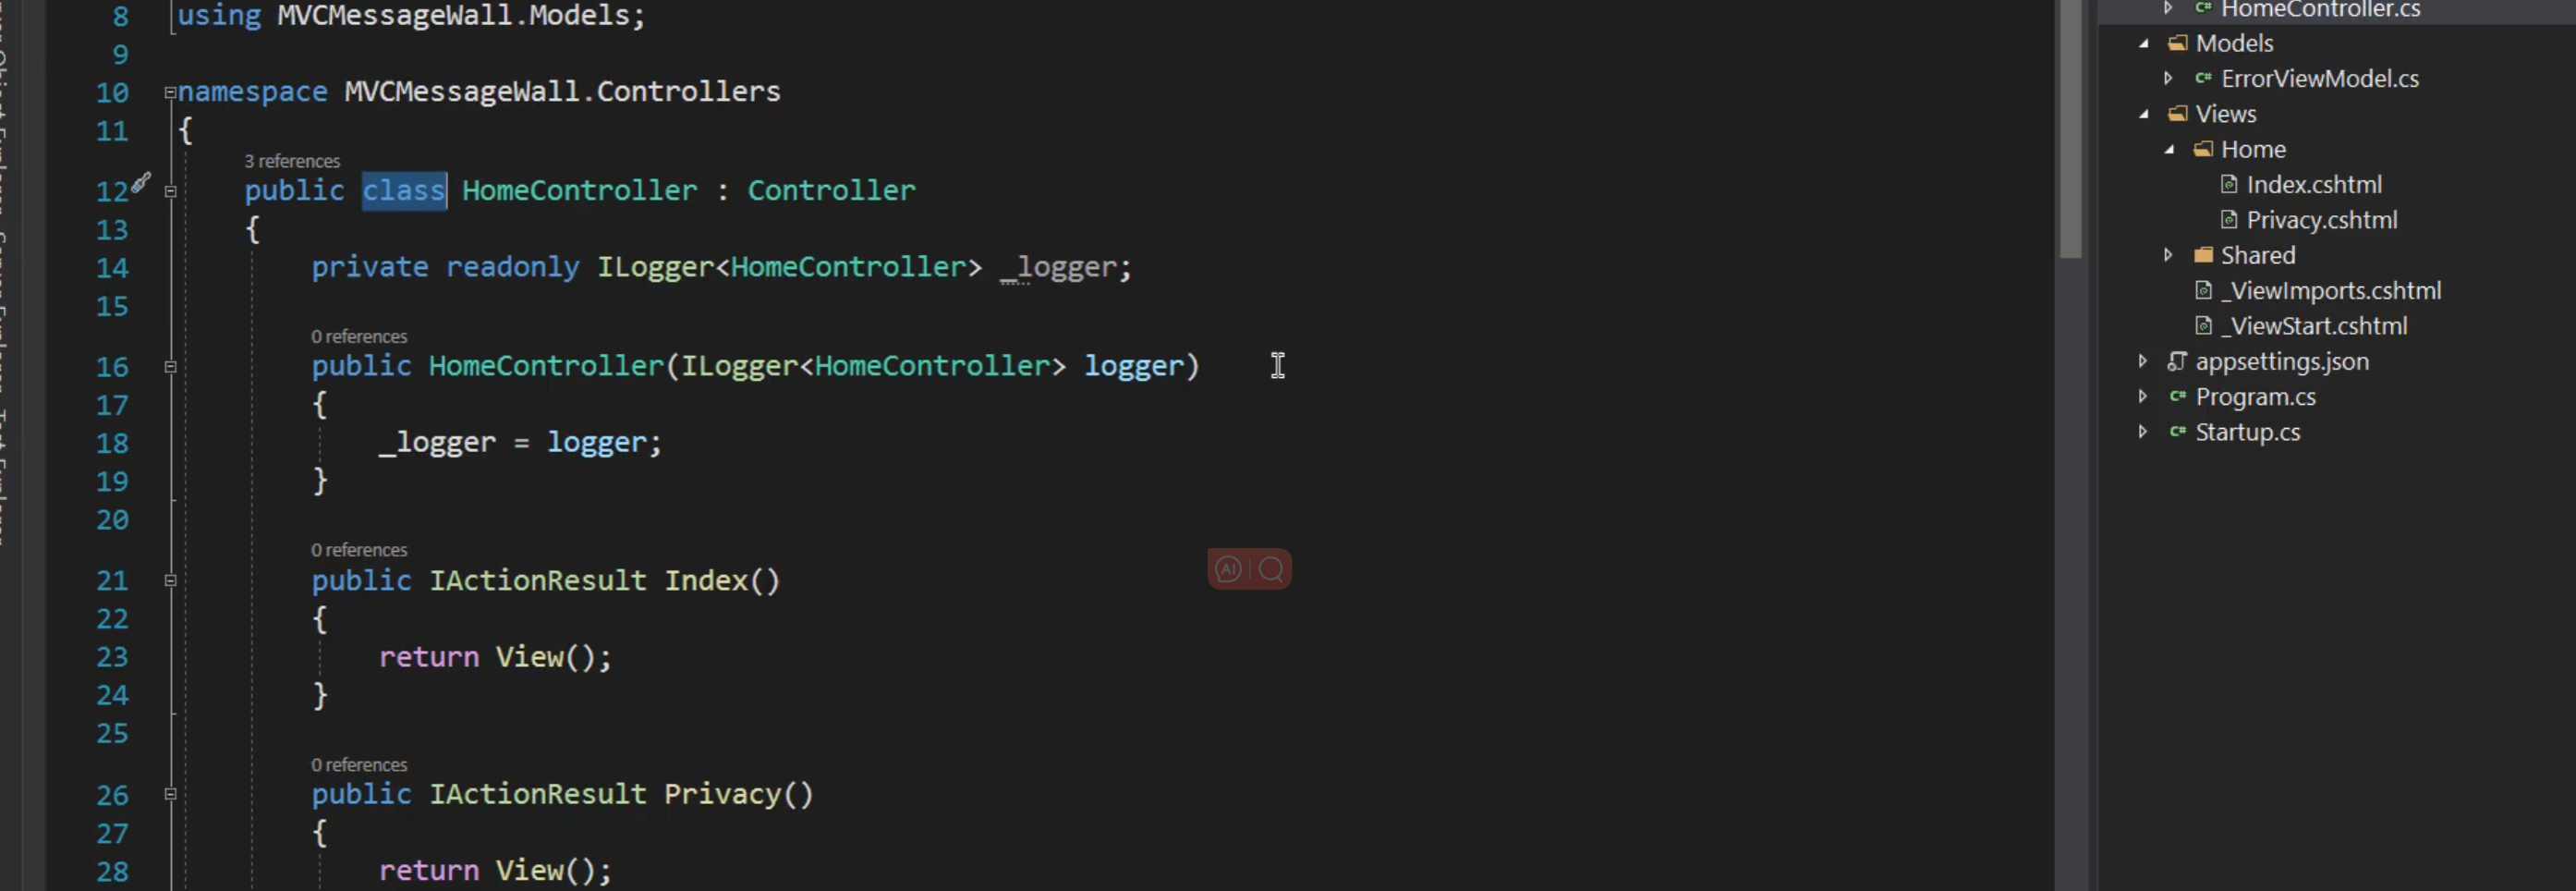 8 using MVCMessageWall.Models;
9
10 namespace MVCMessageWall.Controllers
11 {
3 references
12 public class HomeController : Controller
13 {
14 private readonly ILogger<HomeController> _logger;
15
0 references
16 public HomeController(ILogger<HomeController> logger)
17 {
18 _logger = logger;
19 }
20
0 references
21 public IActionResult Index()
22 {
23 return View();
24 }
25
0 references
26 public IActionResult Privacy()
27 {
28 return View();
AI
C# HomeController.cs
Models
C# ErrorViewModel.cs
Views
Home
Index.cshtml
Privacy.cshtml
Shared
_ViewImports.cshtml
_ViewStart.cshtml
appsettings.json
C# Program.cs
C# Startup.cs